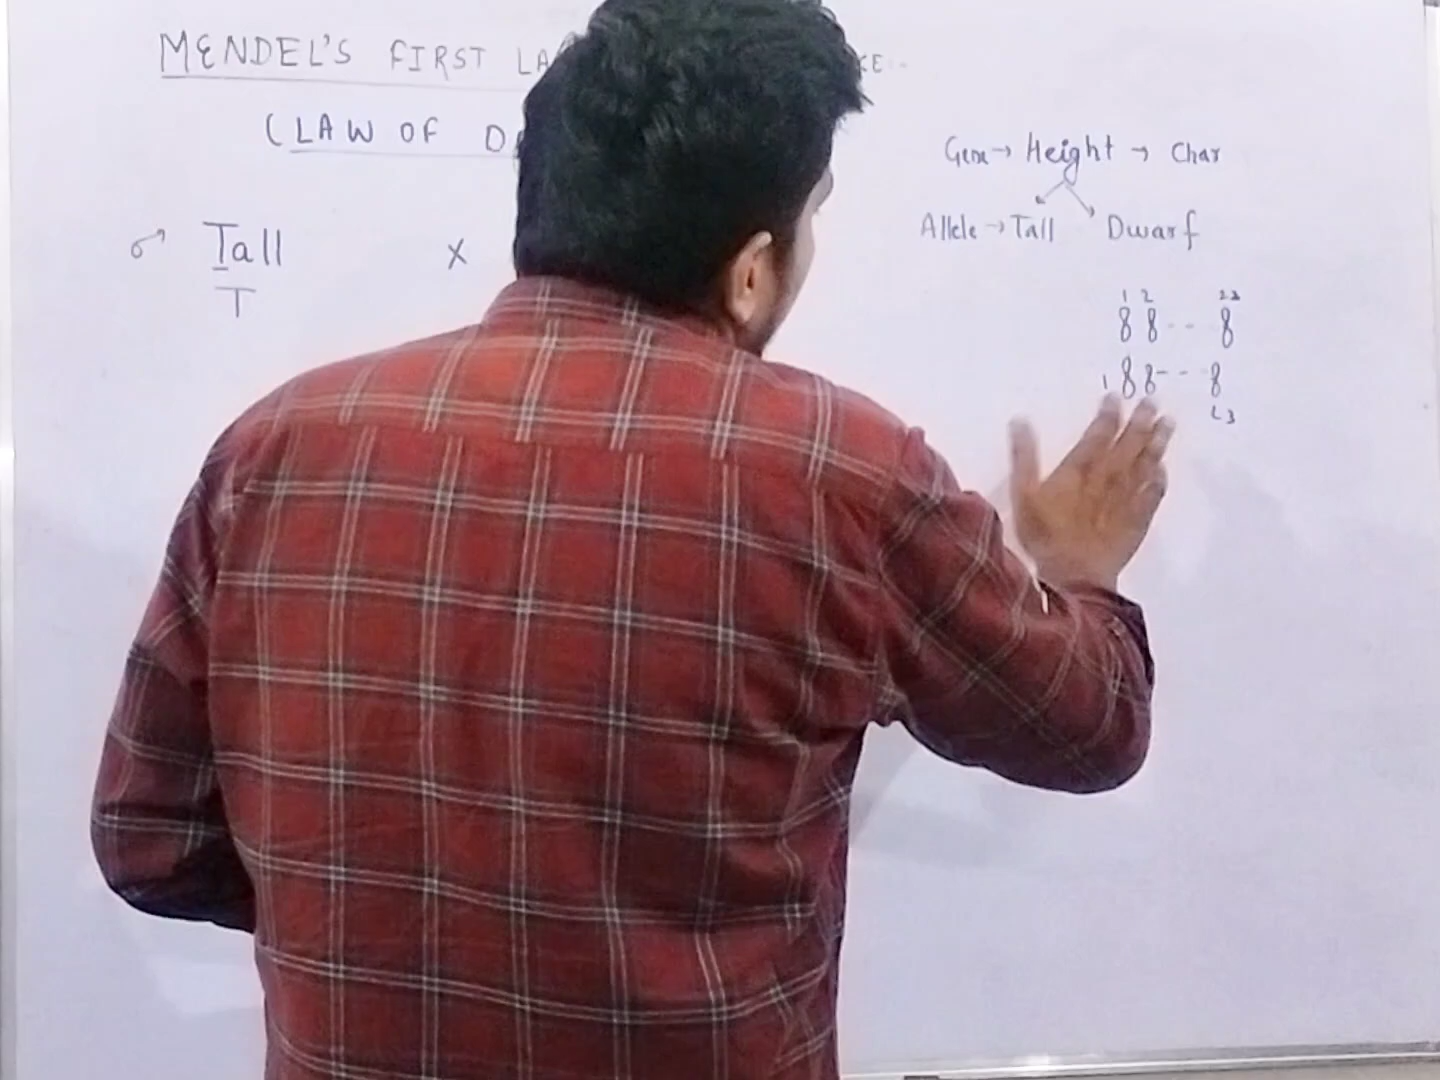 MENDEL'S FIRST
(LAW OF
♂ Tall x
T
Gene → Height → Char
Allele → Tall Dwarf
1 2 23
8 8 - - 8
1 8 8 - - - 8
23